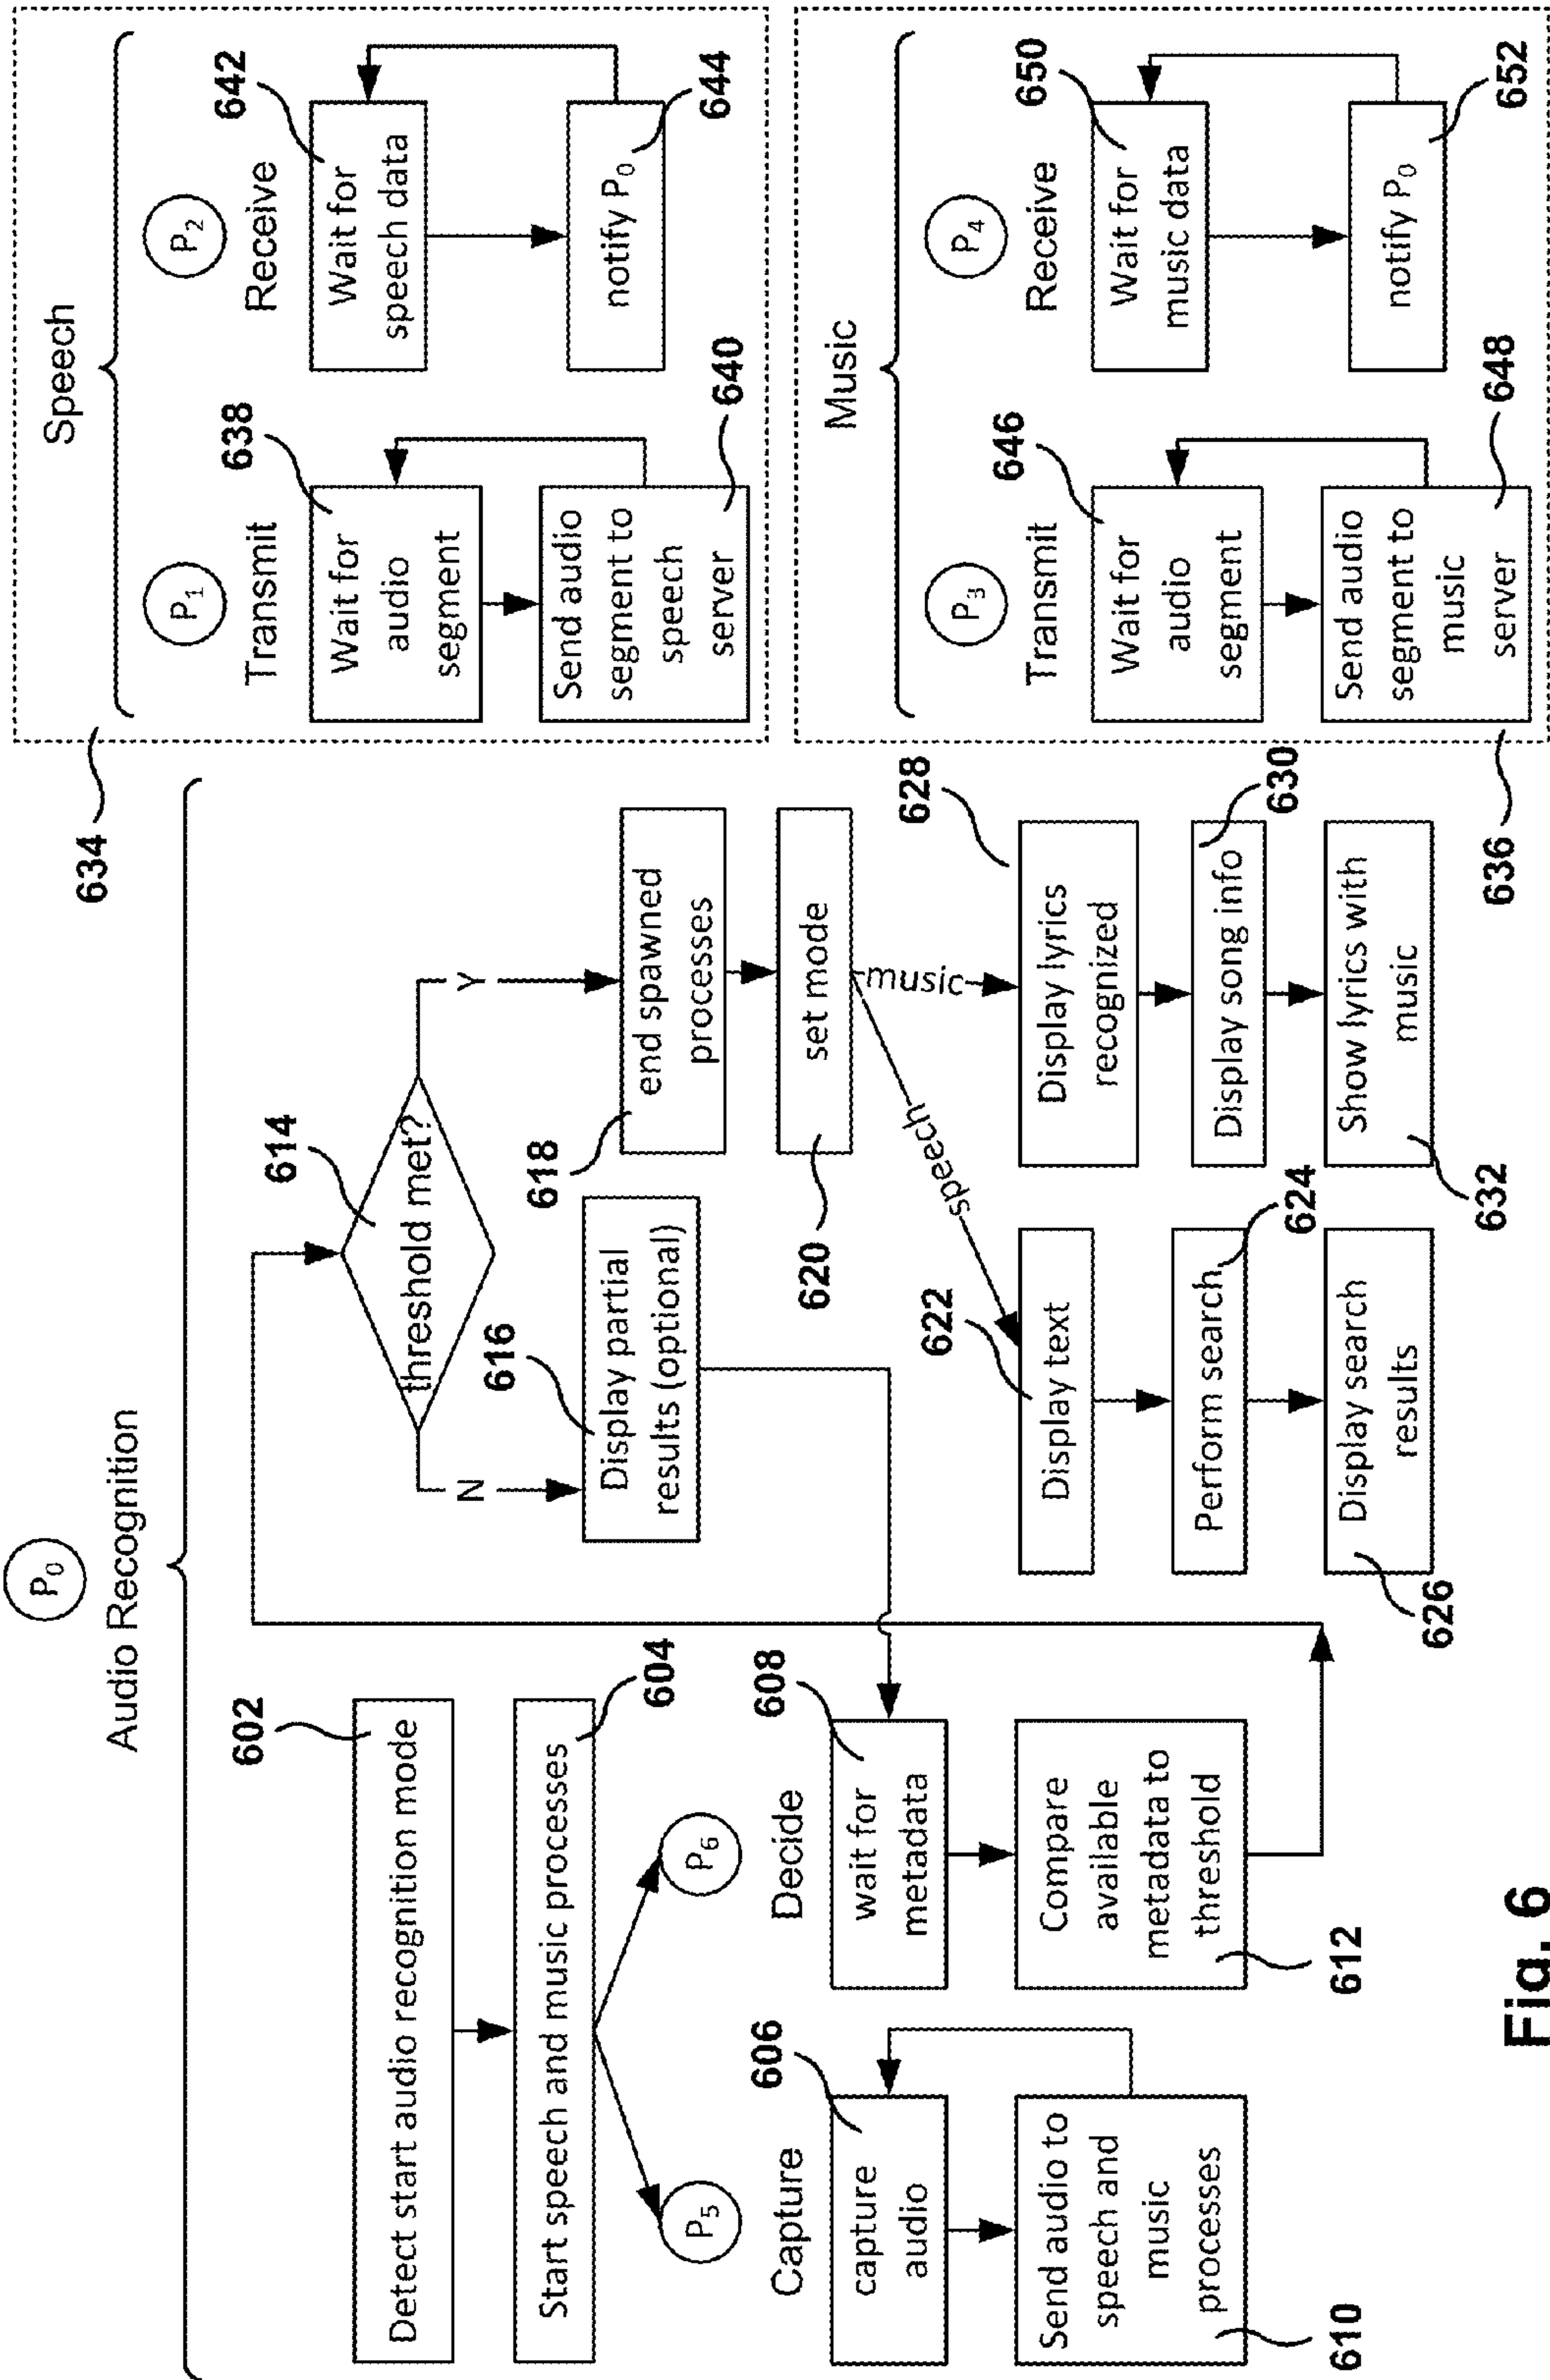 P0
Audio Recognition
602
Detect start audio recognition mode
Start speech and music processes
604
P5
P6
Capture
Decide
606
capture
audio
608
wait for
metadata
Send audio to
speech and
music
processes
610
Compare
available
metadata to
threshold
612
614
threshold met?
N
Y
616
Display partial
results (optional)
618
end spawned
processes
620
set mode
speech
music
622
Display text
Perform search
624
Display search
results
626
628
Display lyrics
recognized
630
Display song info
Show lyrics with
music
632
634
Speech
P1
Transmit
638
Wait for
audio
segment
Send audio
segment to
speech
server
640
P2
Receive
642
Wait for
speech data
notify P0
644
636
Music
P3
Transmit
646
Wait for
audio
segment
Send audio
segment to
music
server
648
P4
Receive
650
Wait for
music data
notify P0
652
Fig. 6